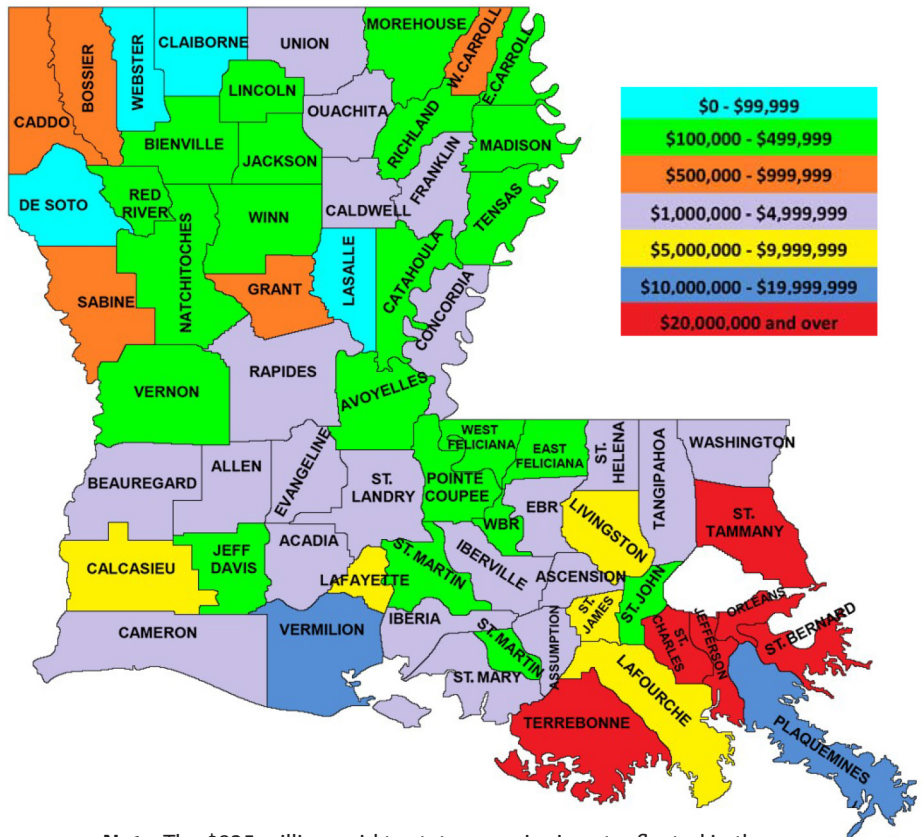 MOREHOUSE
W.CARROLL
E.CARROLL
UNION
CLAIBORNE
WEBSTER
BOSSIER
CADDO
LINCOLN
OUACHITA
RICHLAND
MADISON
BIENVILLE
JACKSON
FRANKLIN
TENSAS
DE SOTO
RED
RIVER
NATCHITOCHES
WINN
CALDWELL
LASALLE
CATAHOULA
CONCORDIA
SABINE
GRANT
VERNON
RAPIDES
AVOYELLES
$0 - $99,999
$100,000 - $499,999
$500,000 - $999,999
$1,000,000 - $4,999,999
$5,000,000 - $9,999,999
$10,000,000 - $19,999,999
$20,000,000 and over
BEAUREGARD
ALLEN
EVANGELINE
ST.
LANDRY
POINTE
COUPEE
WEST
FELICIANA
EAST
FELICIANA
ST.
HELENA
TANGIPAHOA
WASHINGTON
ST.
TAMMANY
CALCASIEU
JEFF
DAVIS
ACADIA
LAFAYETTE
ST. MARTIN
IBERVILLE
WBR
EBR
LIVINGSTON
ASCENSION
ST.
JAMES
ST. JOHN
ST.
CHARLES
JEFFERSON
ORLEANS
ST. BERNARD
CAMERON
VERMILION
IBERIA
ST. MARTIN
ST. MARY
ASSUMPTION
TERREBONNE
LAFOURCHE
PLAQUEMINES